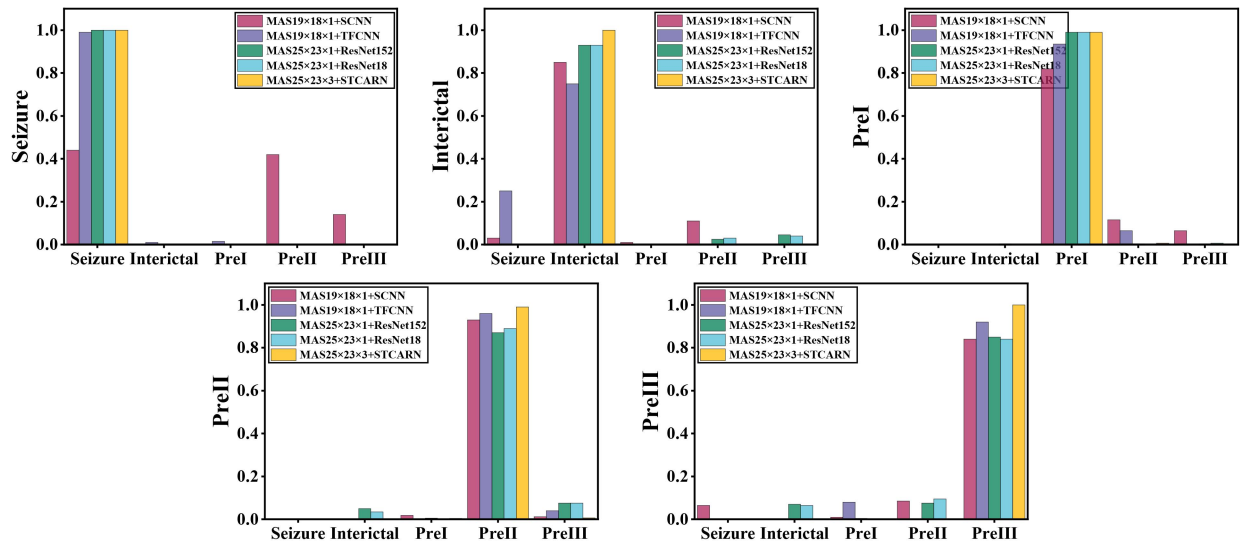 MAS19×18×1+SCNN
MAS19×18×1+TFCNN
MAS25×23×1+ResNet152
MAS25×23×1+ResNet18
MAS25×23×3+STCARN
Seizure
1.0
0.8
0.6
0.4
0.2
0.0
Seizure Interictal PreI PreII PreIII
MAS19×18×1+SCNN
MAS19×18×1+TFCNN
MAS25×23×1+ResNet152
MAS25×23×1+ResNet18
MAS25×23×3+STCARN
Interictal
1.0
0.8
0.6
0.4
0.2
0.0
Seizure Interictal PreI PreII PreIII
MAS19×18×1+SCNN
MAS19×18×1+TFCNN
MAS25×23×1+ResNet152
MAS25×23×1+ResNet18
MAS25×23×3+STCARN
PreI
1.0
0.8
0.6
0.4
0.2
0.0
Seizure Interictal PreI PreII PreIII
MAS19×18×1+SCNN
MAS19×18×1+TFCNN
MAS25×23×1+ResNet152
MAS25×23×1+ResNet18
MAS25×23×3+STCARN
PreII
1.0
0.8
0.6
0.4
0.2
0.0
Seizure Interictal PreI PreII PreIII
MAS19×18×1+SCNN
MAS19×18×1+TFCNN
MAS25×23×1+ResNet152
MAS25×23×1+ResNet18
MAS25×23×3+STCARN
PreIII
1.0
0.8
0.6
0.4
0.2
0.0
Seizure Interictal PreI PreII PreIII